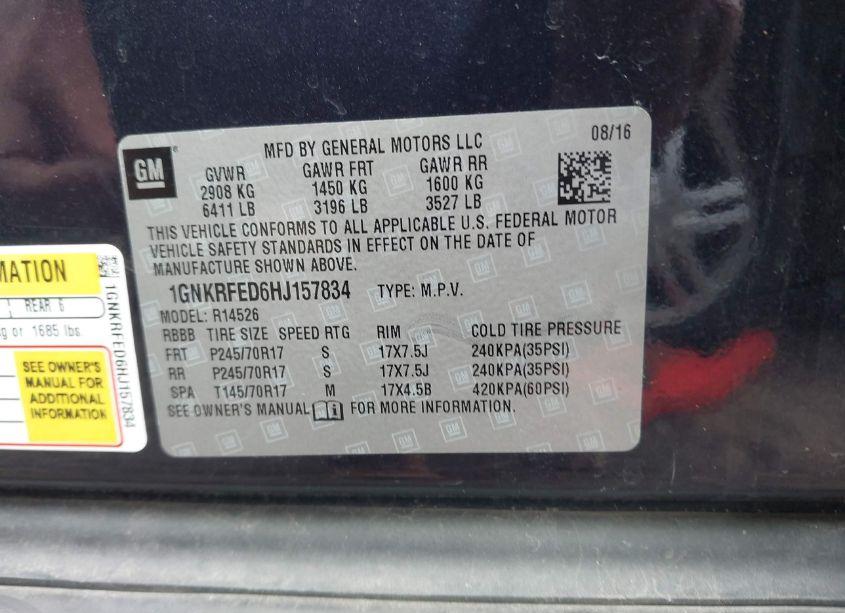 MFD BY GENERAL MOTORS LLC
08/16
GM
GVWR GAWR FRT GAWR RR
2908 KG 1450 KG 1600 KG
6411 LB 3196 LB 3527 LB
THIS VEHICLE CONFORMS TO ALL APPLICABLE U.S. FEDERAL MOTOR
VEHICLE SAFETY STANDARDS IN EFFECT ON THE DATE OF
MANUFACTURE SHOWN ABOVE.
1GNKRFED6HJ157834 TYPE: M.P.V.
MODEL: R14526
RBBB TIRE SIZE SPEED RTG RIM COLD TIRE PRESSURE
FRT P245/70R17 S 17X7.5J 240KPA(35PSI)
RR P245/70R17 S 17X7.5J 240KPA(35PSI)
SPA T145/70R17 M 17X4.5B 420KPA(60PSI)
SEE OWNER'S MANUAL FOR MORE INFORMATION.
MATION
REAR 6
kg or 1685 lbs.
SEE OWNER'S
MANUAL FOR
ADDITIONAL
INFORMATION
1GNKRFED6HJ157834